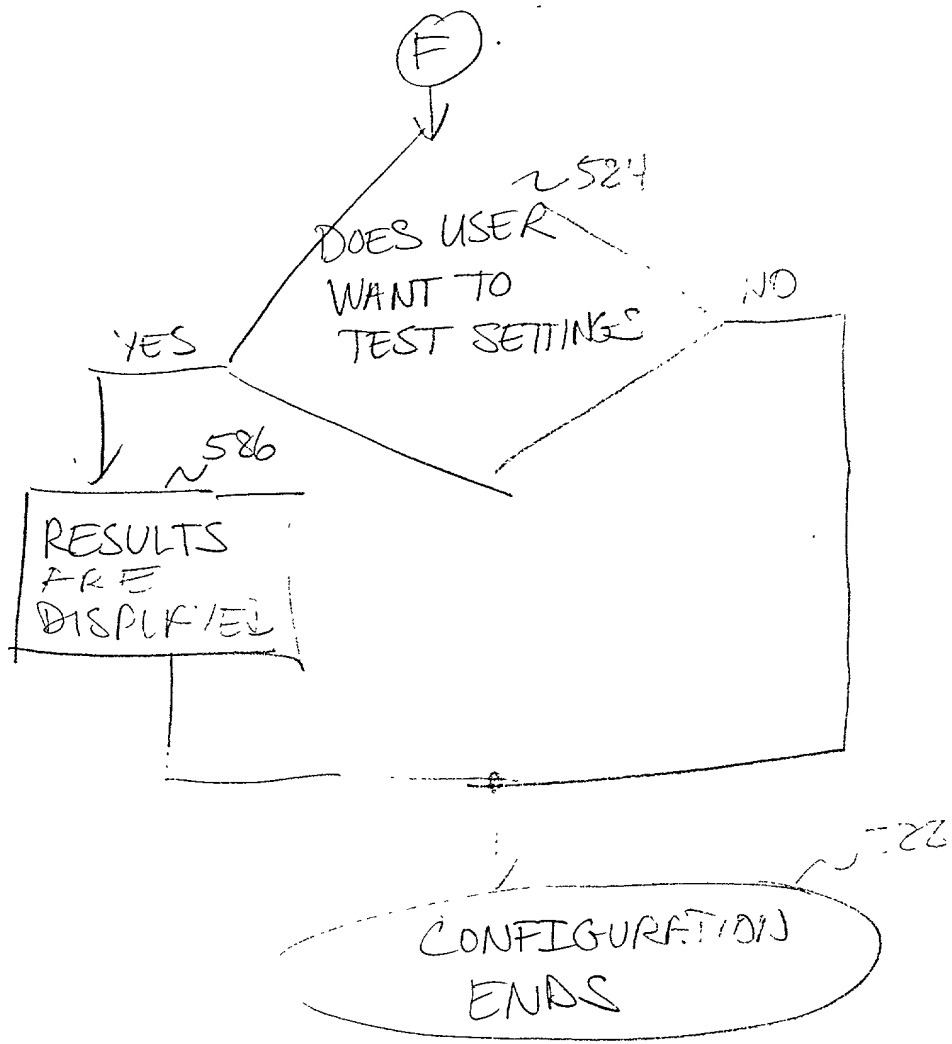 F
524
DOES USER
WANT TO
TEST SETTINGS
NO
YES
586
RESULTS
ARE
DISPLAYED
CONFIGURATION
ENDS